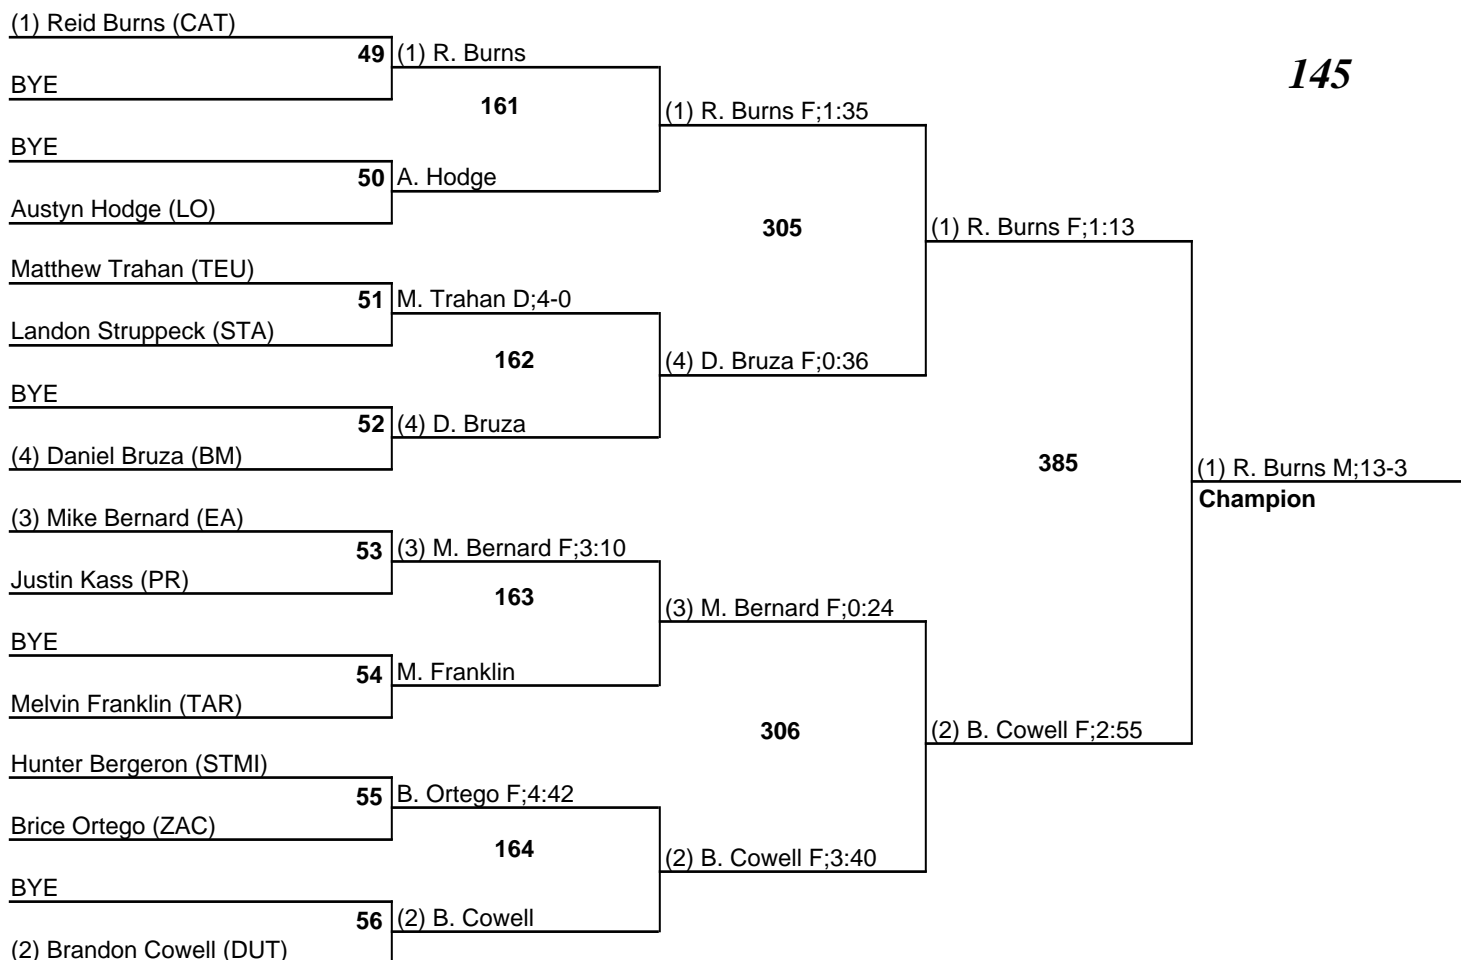 (1) Reid Burns (CAT)
49 (1) R. Burns
145
BYE
161
(1) R. Burns F;1:35
BYE
50 A. Hodge
Austyn Hodge (LO)
305
(1) R. Burns F;1:13
Matthew Trahan (TEU)
51 M. Trahan D;4-0
Landon Struppeck (STA)
162
(4) D. Bruza F;0:36
BYE
52 (4) D. Bruza
(4) Daniel Bruza (BM)
385
(1) R. Burns M;13-3
Champion
(3) Mike Bernard (EA)
53 (3) M. Bernard F;3:10
Justin Kass (PR)
163
(3) M. Bernard F;0:24
BYE
54 M. Franklin
Melvin Franklin (TAR)
306
(2) B. Cowell F;2:55
Hunter Bergeron (STMI)
55 B. Ortego F;4:42
Brice Ortego (ZAC)
164
(2) B. Cowell F;3:40
BYE
56 (2) B. Cowell
(2) Brandon Cowell (DUT)